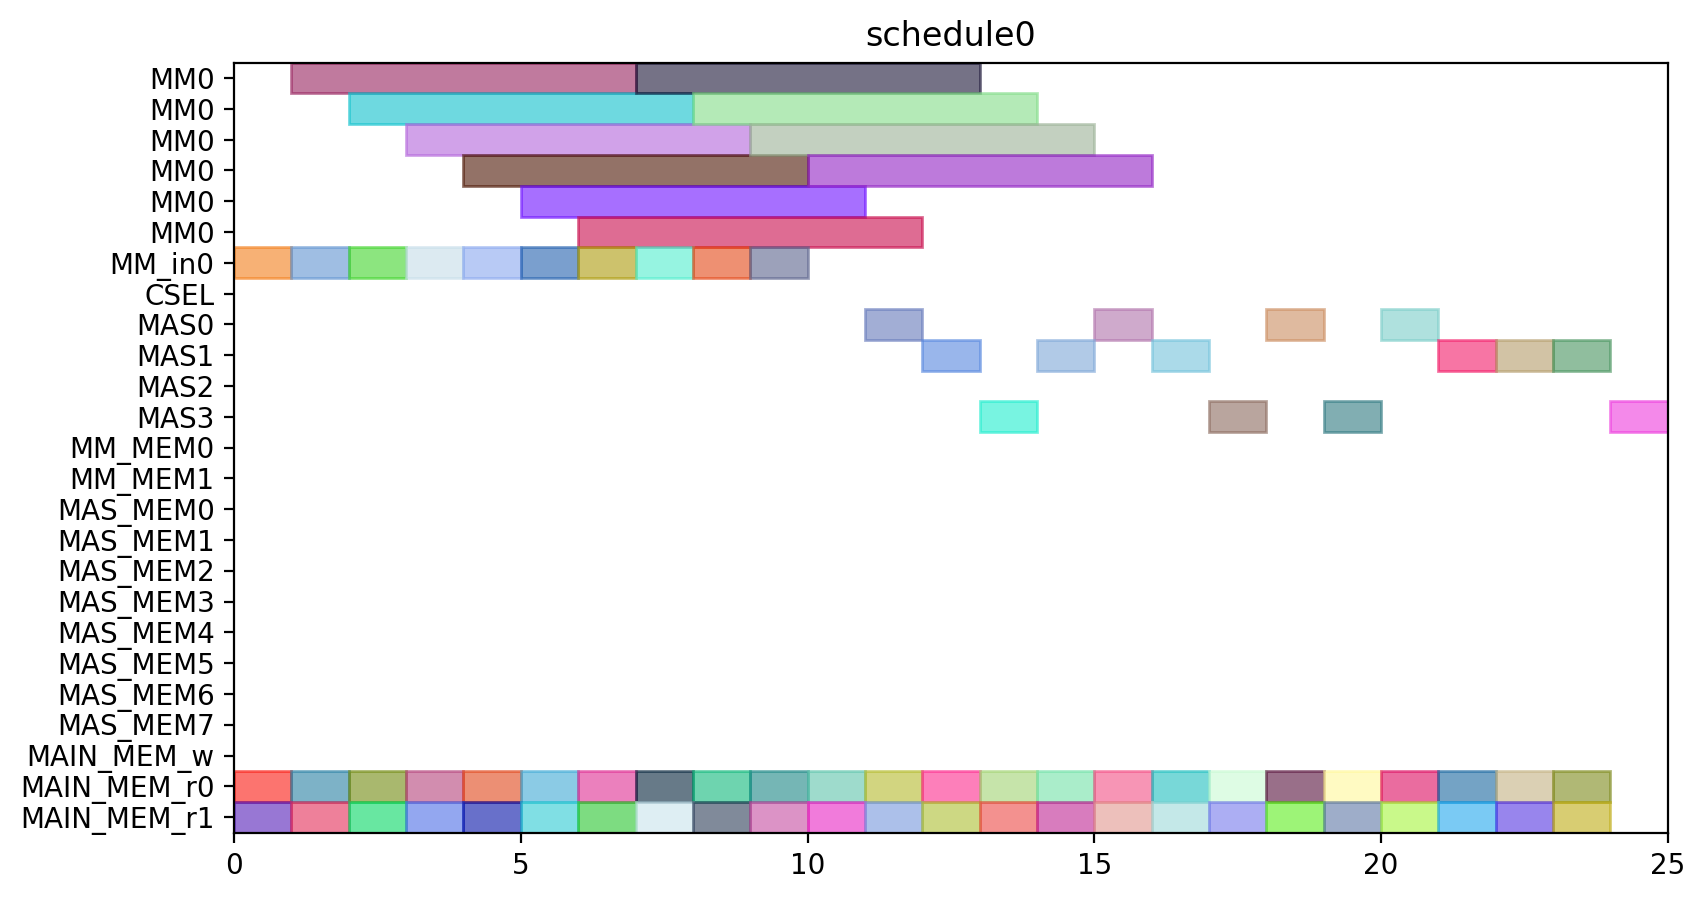 schedule0
MM0
MM0
MM0
MM0
MM0
MM0
MM_in0
CSEL
MAS0
MAS1
MAS2
MAS3
MM_MEM0
MM_MEM1
MAS_MEM0
MAS_MEM1
MAS_MEM2
MAS_MEM3
MAS_MEM4
MAS_MEM5
MAS_MEM6
MAS_MEM7
MAIN_MEM_w
MAIN_MEM_r0
MAIN_MEM_r1
0 5 10 15 20 25